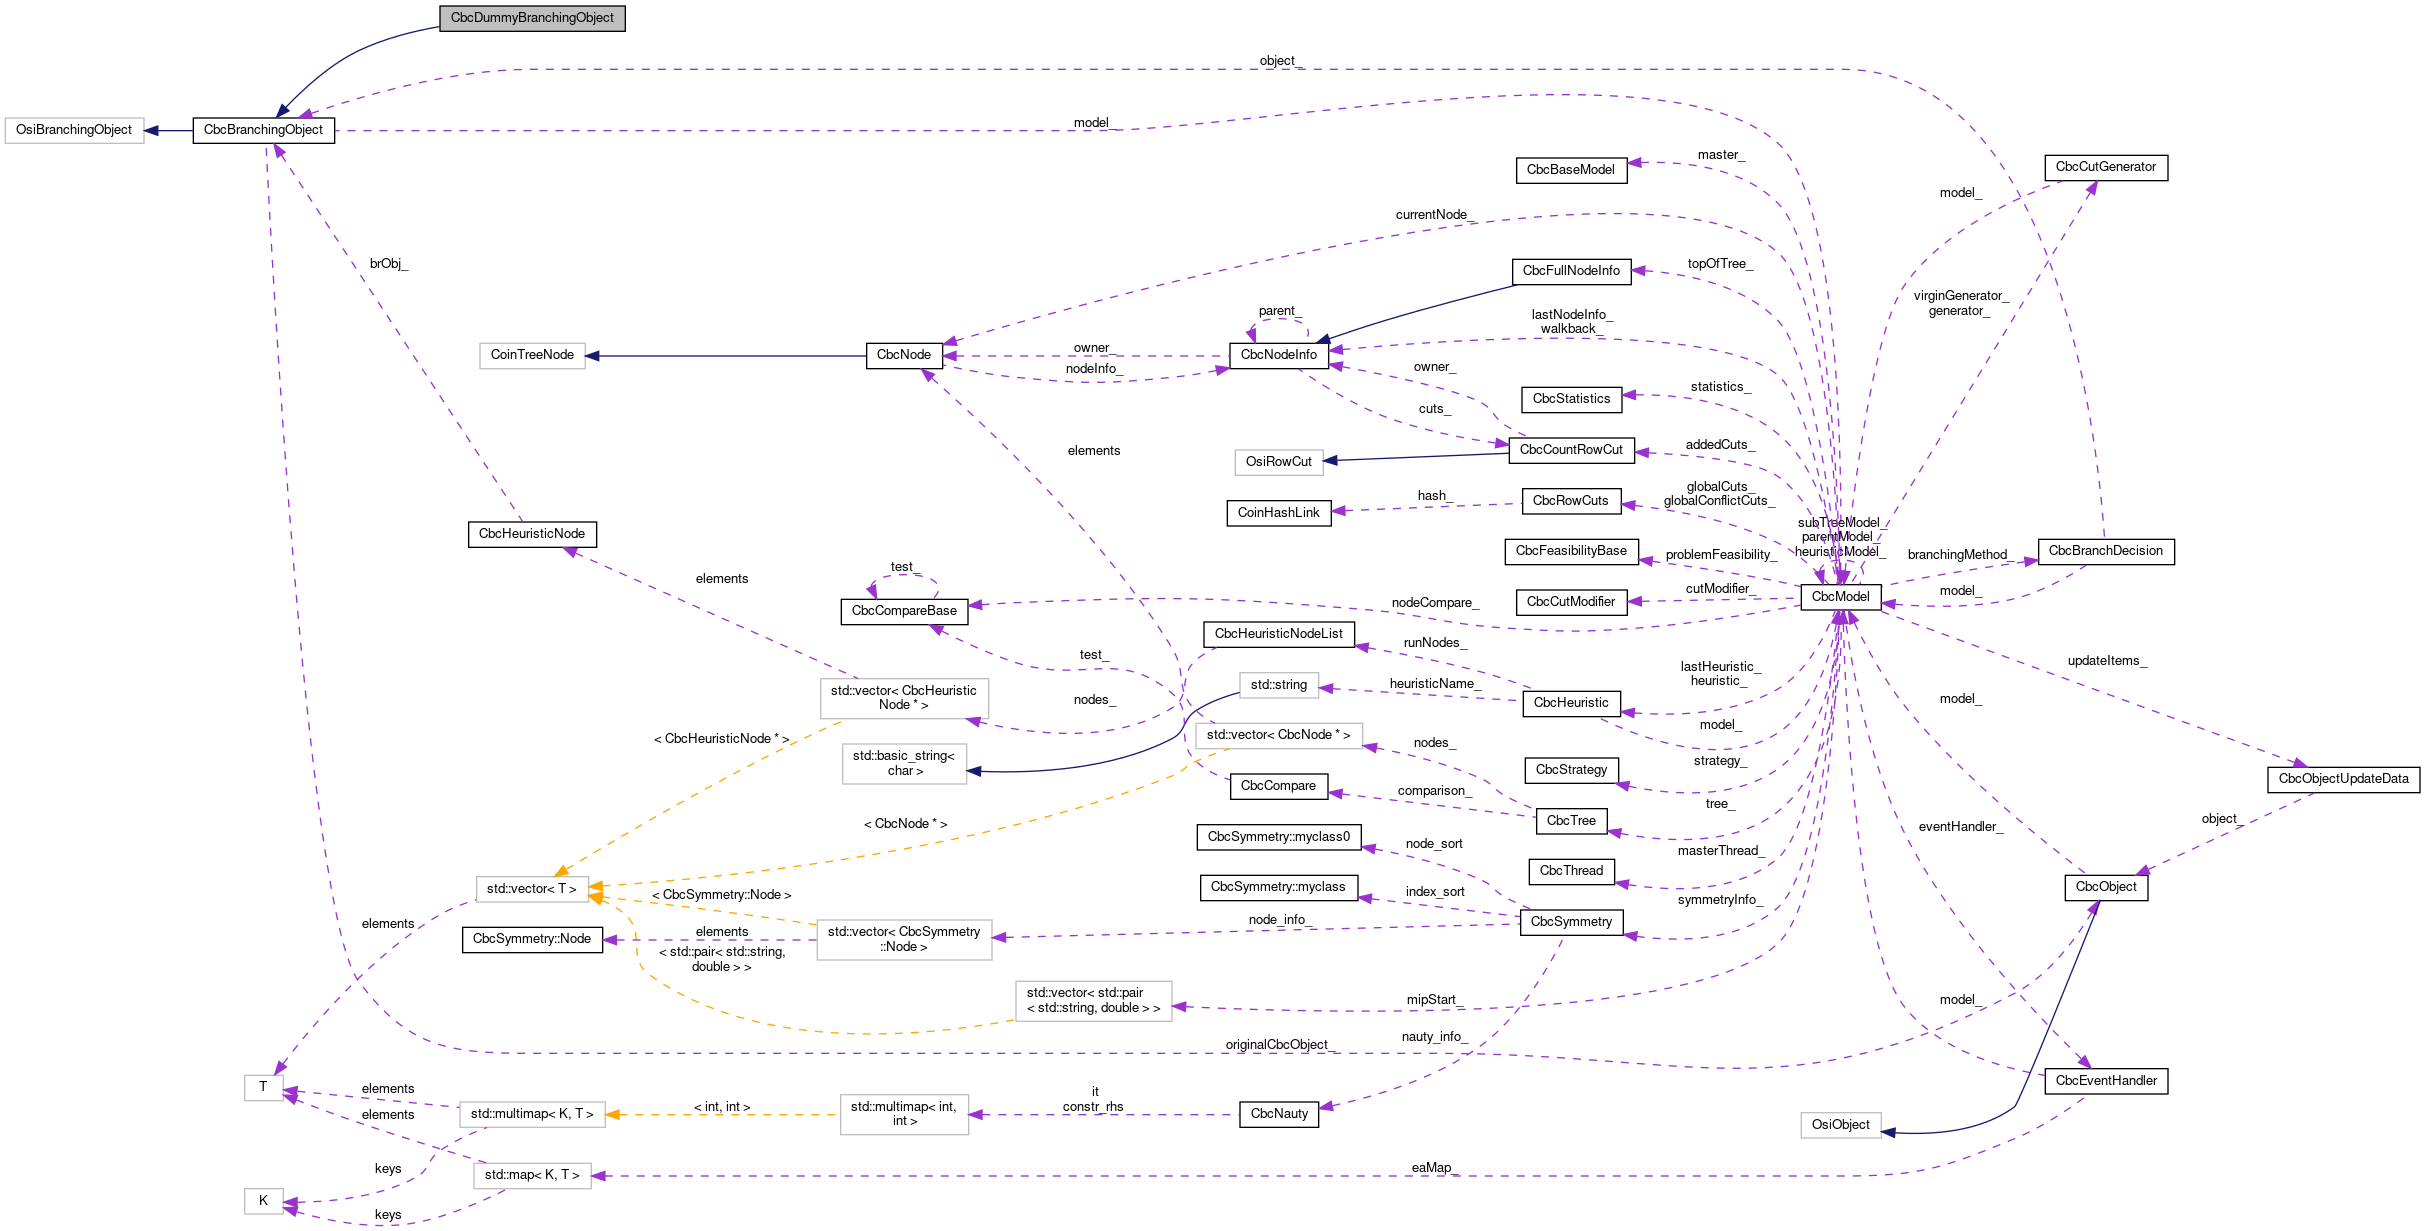 CbcDummyBranchingObject
object_
OsiBranchingObject
CbcBranchingObject
model_
master_
CbcBaseModel
CbcCutGenerator
model_
currentNode_
brObj_
CbcFullNodeInfo
topOfTree_
virginGenerator_
generator_
parent_
lastNodeInfo_
walkback_
CoinTreeNode
CbcNode
owner_
nodeInfo_
CbcNodeInfo
owner_
statistics_
CbcStatistics
cuts_
elements
CbcCountRowCut
addedCuts_
OsiRowCut
globalCuts_
globalConflictCuts_
hash_
CbcRowCuts
CoinHashLink
subTreeModel_
parentModel_
heuristicModel_
CbcHeuristicNode
CbcFeasibilityBase
problemFeasibility_
branchingMethod_
CbcBranchDecision
test_
elements
CbcCompareBase
nodeCompare_
CbcCutModifier
cutModifier_
CbcModel
model_
CbcHeuristicNodeList
runNodes_
test_
updateItems_
lastHeuristic_
heuristic_
std::vector< CbcHeuristic
Node * >
nodes_
std::string
heuristicName_
CbcHeuristic
model_
model_
< CbcHeuristicNode * >
std::vector< CbcNode * >
nodes_
std::basic_string<
char >
strategy_
CbcStrategy
CbcObjectUpdateData
CbcCompare
comparison_
tree_
CbcTree
< CbcNode * >
eventHandler_
object_
CbcSymmetry::myclass0
node_sort
masterThread_
CbcThread
std::vector< T >
< CbcSymmetry::Node >
CbcSymmetry::myclass
index_sort
symmetryInfo_
CbcObject
elements
CbcSymmetry::Node
elements
std::vector< CbcSymmetry
::Node >
node_info_
CbcSymmetry
< std::pair< std::string,
double > >
std::vector< std::pair
< std::string, double > >
mipStart_
model_
nauty_info_
originalCbcObject_
T
elements
CbcEventHandler
elements
std::multimap< K, T >
< int, int >
std::multimap< int,
int >
it
constr_rhs
CbcNauty
OsiObject
keys
std::map< K, T >
eaMap_
K
keys